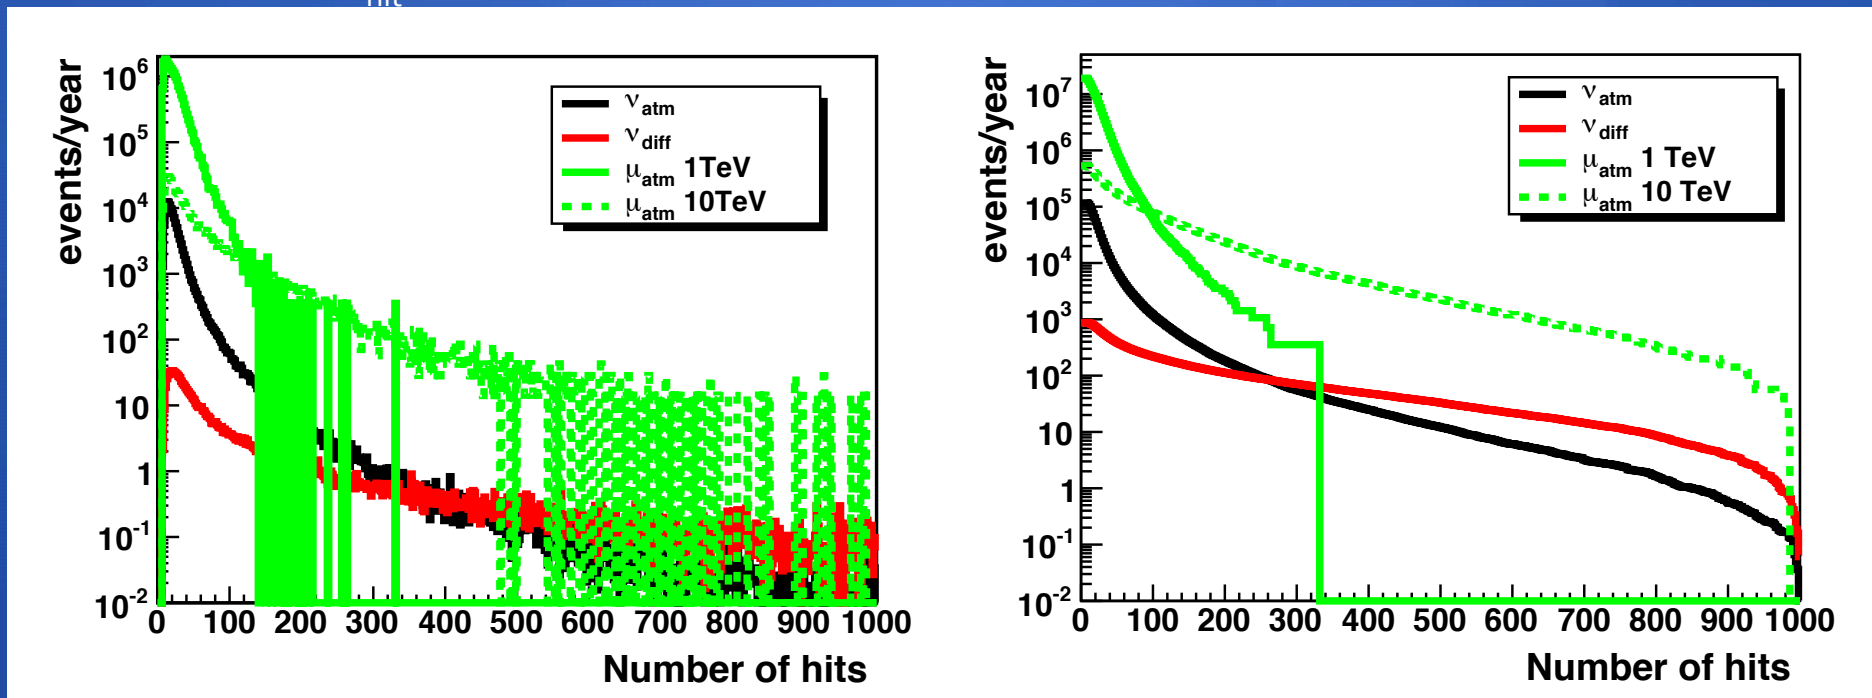 hit
events/year
10^6
10^5
10^4
10^3
10^2
10
1
10^-1
10^-2
0 100 200 300 400 500 600 700 800 900 1000
Number of hits
ν_atm
ν_diff
μ_atm 1TeV
μ_atm 10TeV
events/year
10^7
10^6
10^5
10^4
10^3
10^2
10
1
10^-1
10^-2
0 100 200 300 400 500 600 700 800 900 1000
Number of hits
ν_atm
ν_diff
μ_atm 1 TeV
μ_atm 10 TeV